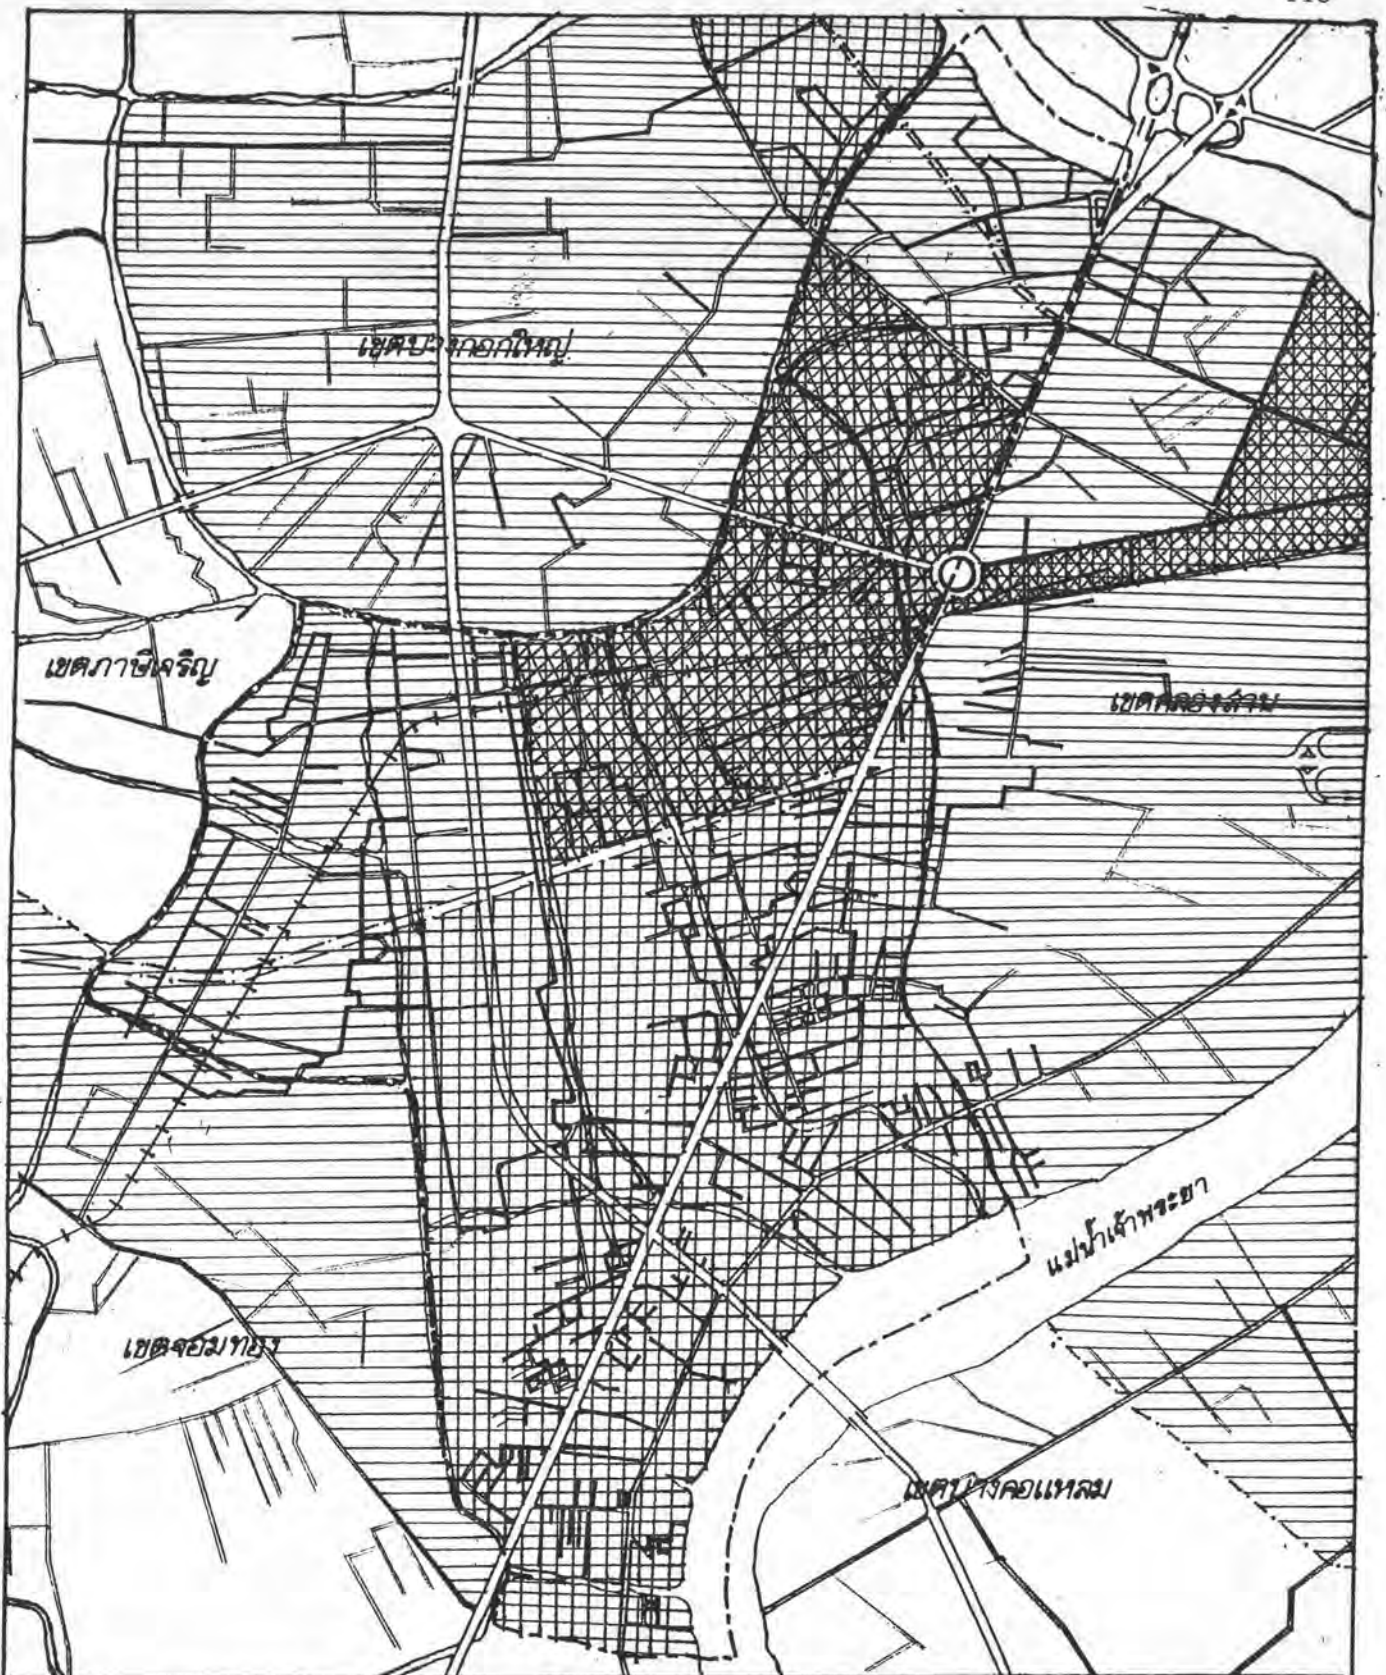 เขตบางกอกใหญ่
เขตภาษีเจริญ
เขตคลองสาน
แม่น้ำเจ้าพระยา
เขตจอมทอง
เขตบางคอแหลม